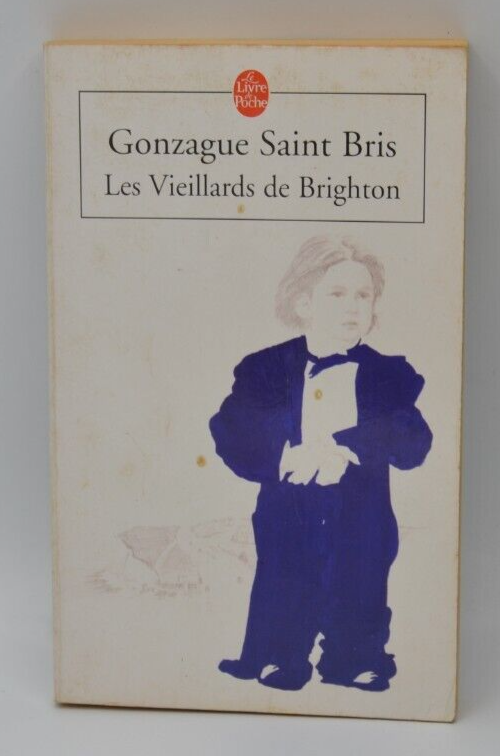 Le
Livre
de
Poche
Gonzague Saint Bris
Les Vieillards de Brighton